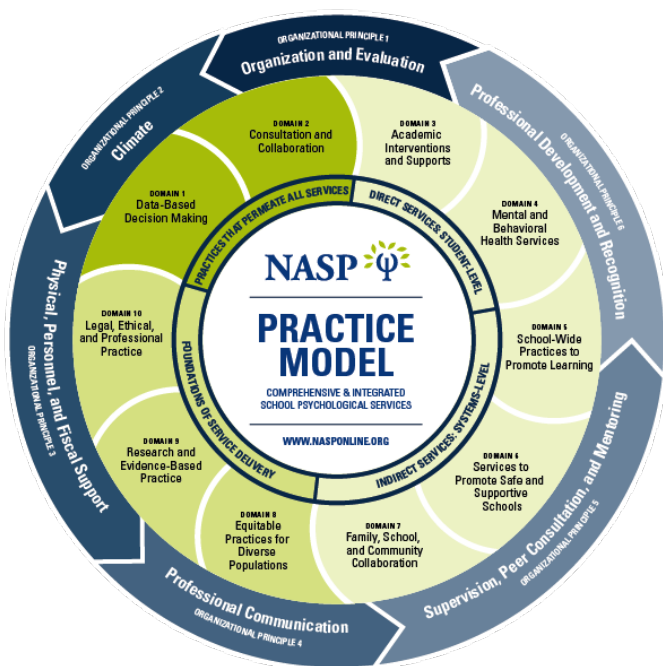 ORGANIZATIONAL PRINCIPLE 1
Organization and Evaluation
ORGANIZATIONAL PRINCIPLE 2
Climate
ORGANIZATIONAL PRINCIPLE 6
Professional Development and Recognition
DOMAIN 2
Consultation and
Collaboration
DOMAIN 3
Academic
Interventions
and Supports
DOMAIN 1
Data-Based
Decision Making
DOMAIN 4
Mental and
Behavioral
Health Services
PRACTICES THAT PERMEATE ALL SERVICES
DIRECT SERVICES: STUDENT-LEVEL
NASP
PRACTICE
MODEL
COMPREHENSIVE & INTEGRATED
SCHOOL PSYCHOLOGICAL SERVICES
WWW.NASPONLINE.ORG
DOMAIN 10
Legal, Ethical,
and Professional
Practice
DOMAIN 5
School-Wide
Practices to
Promote Learning
FOUNDATIONS OF SERVICE DELIVERY
INDIRECT SERVICES: SYSTEMS-LEVEL
DOMAIN 9
Research and
Evidence-Based
Practice
DOMAIN 6
Services to
Promote Safe and
Supportive
Schools
DOMAIN 8
Equitable
Practices for
Diverse
Populations
DOMAIN 7
Family, School,
and Community
Collaboration
Physical, Personnel, and Fiscal Support
ORGANIZATIONAL PRINCIPLE 3
Professional Communication
ORGANIZATIONAL PRINCIPLE 4
Supervision, Peer Consultation, and Mentoring
ORGANIZATIONAL PRINCIPLE 5